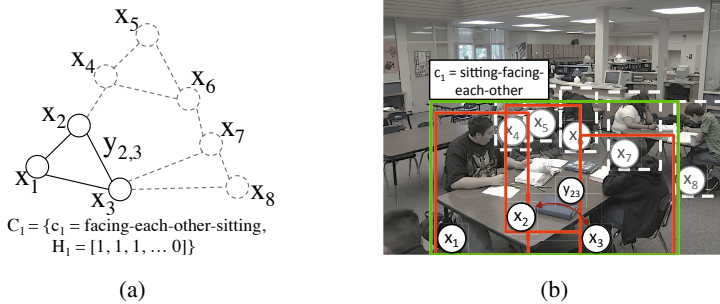 x₅
x₄
x₆
x₂
y₂,₃
x₇
x₁
x₃
x₈
C₁ = {c₁ = facing-each-other-sitting,
H₁ = [1, 1, 1, ... 0]}
(a)
c₁ = sitting-facing-
each-other
x₄
x₅
x
x₇
x₈
y₂₃
x₂
x₁
x₃
(b)